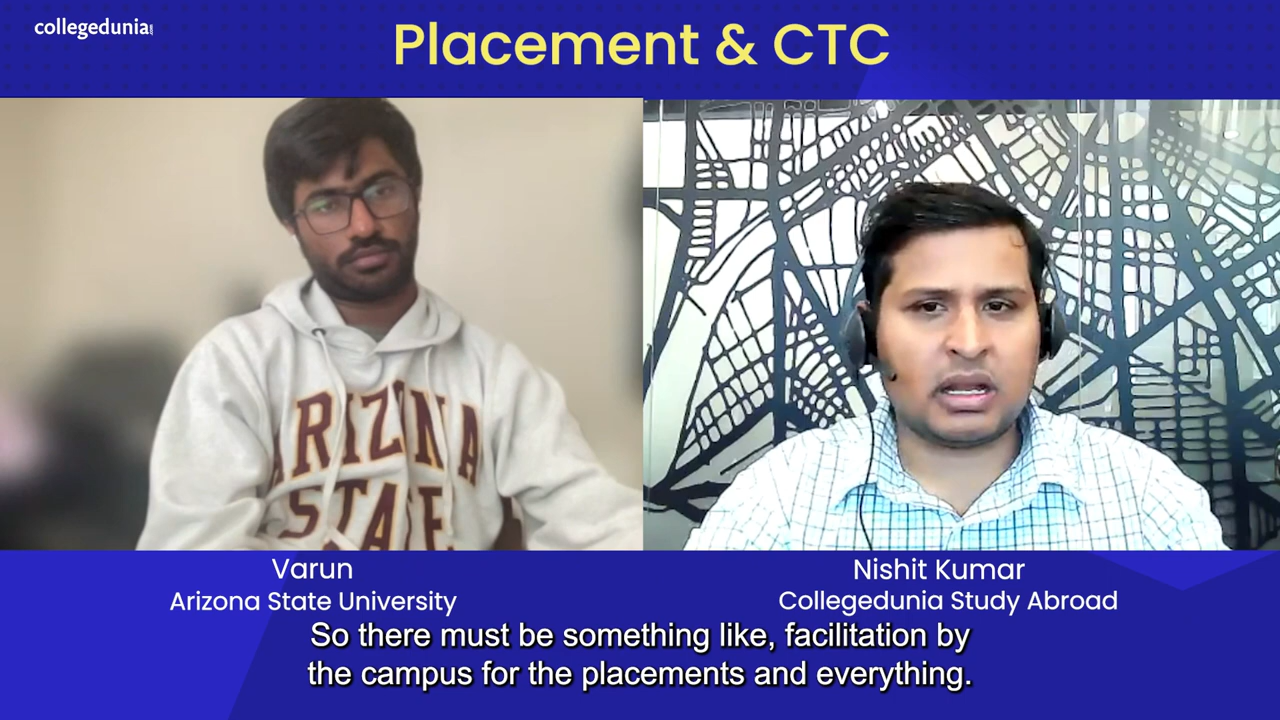 collegedunia
Placement & CTC
ARIZONA
STATE
Varun
Arizona State University
Nishit Kumar
Collegedunia Study Abroad
So there must be something like, facilitation by
the campus for the placements and everything.